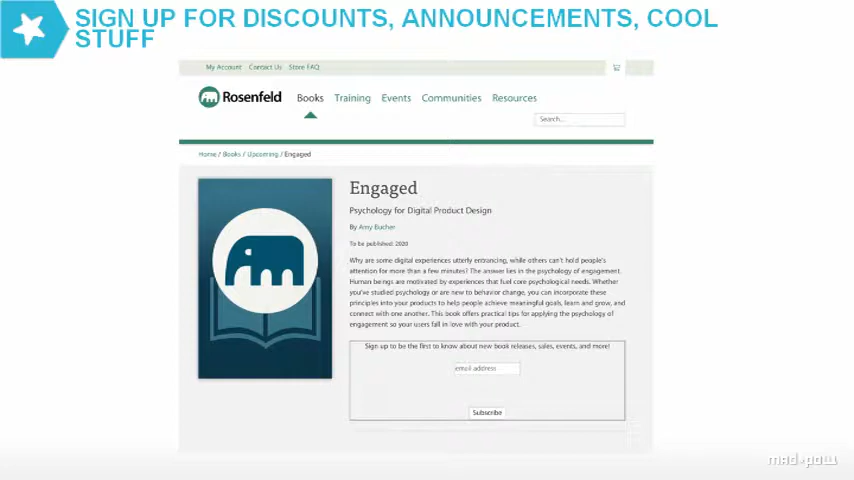 SIGN UP FOR DISCOUNTS, ANNOUNCEMENTS, COOL
STUFF
My Account Contact Us Store FAQ
Rosenfeld Books Training Events Communities Resources
Search...
Home / Books / Upcoming / Engaged
Engaged
Psychology for Digital Product Design
By Amy Bucher
To be published: 2020
Why are some digital experiences utterly entrancing, while others can't hold people's
attention for more than a few minutes? The answer lies in the psychology of engagement.
Human beings are motivated by experiences that fuel core psychological needs. Whether
you've studied psychology or are new to behavior change, you can incorporate these
principles into your products to help people achieve meaningful goals, learn and grow, and
connect with one another. This book offers practical tips for applying the psychology of
engagement so your users fall in love with your product.
Sign up to be the first to know about new book releases, sales, events, and more!
email address
Subscribe
mad*pow